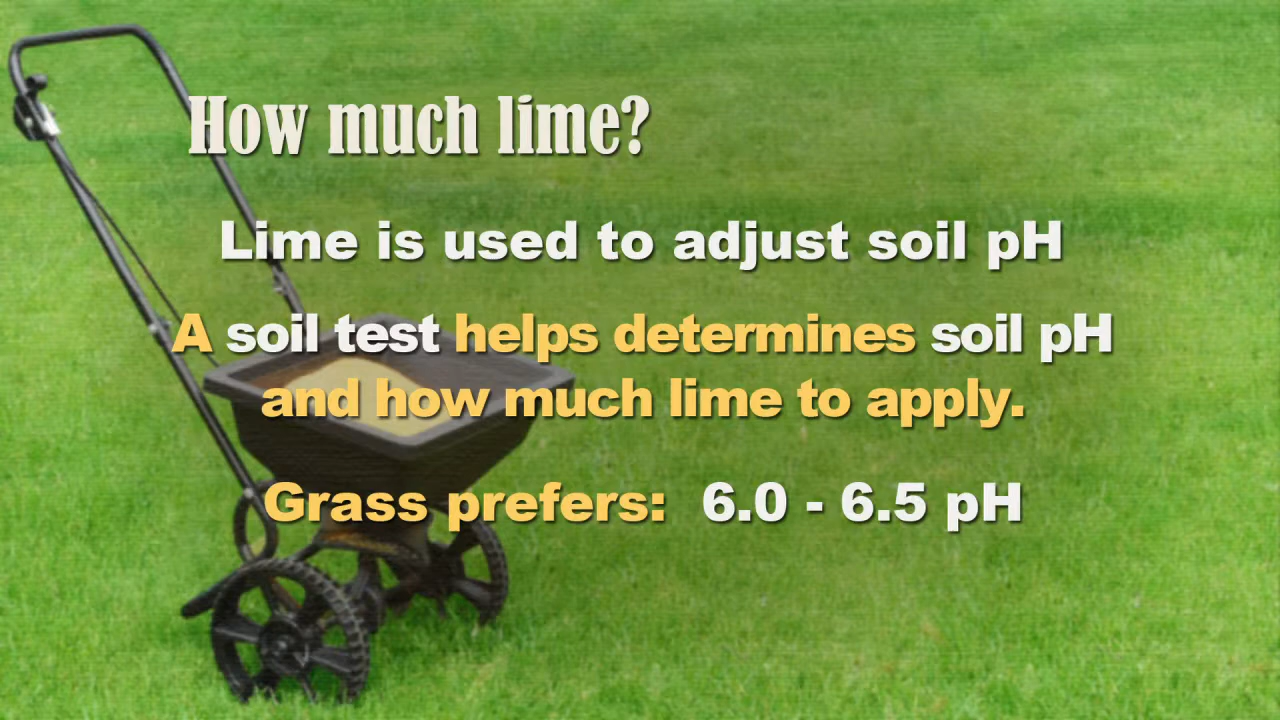 How much lime?
Lime is used to adjust soil pH
A soil test helps determines soil pH
and how much lime to apply.
Grass prefers: 6.0 - 6.5 pH